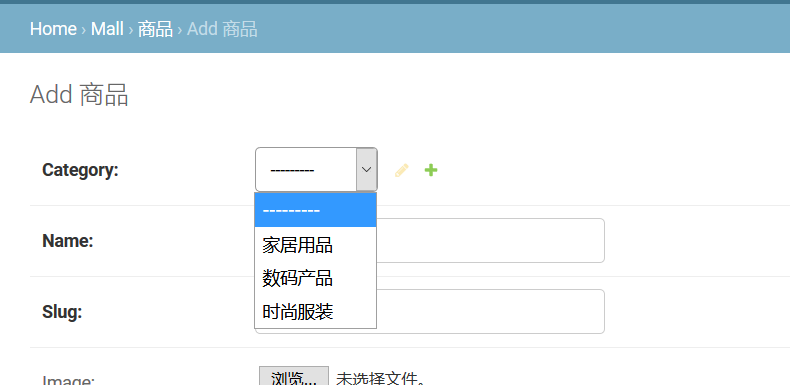 Home › Mall › 商品 › Add 商品
Add 商品
Category: ---------
---------
Name:
家居用品
数码产品
Slug:
时尚服装
Image: 浏览... 未选择文件。